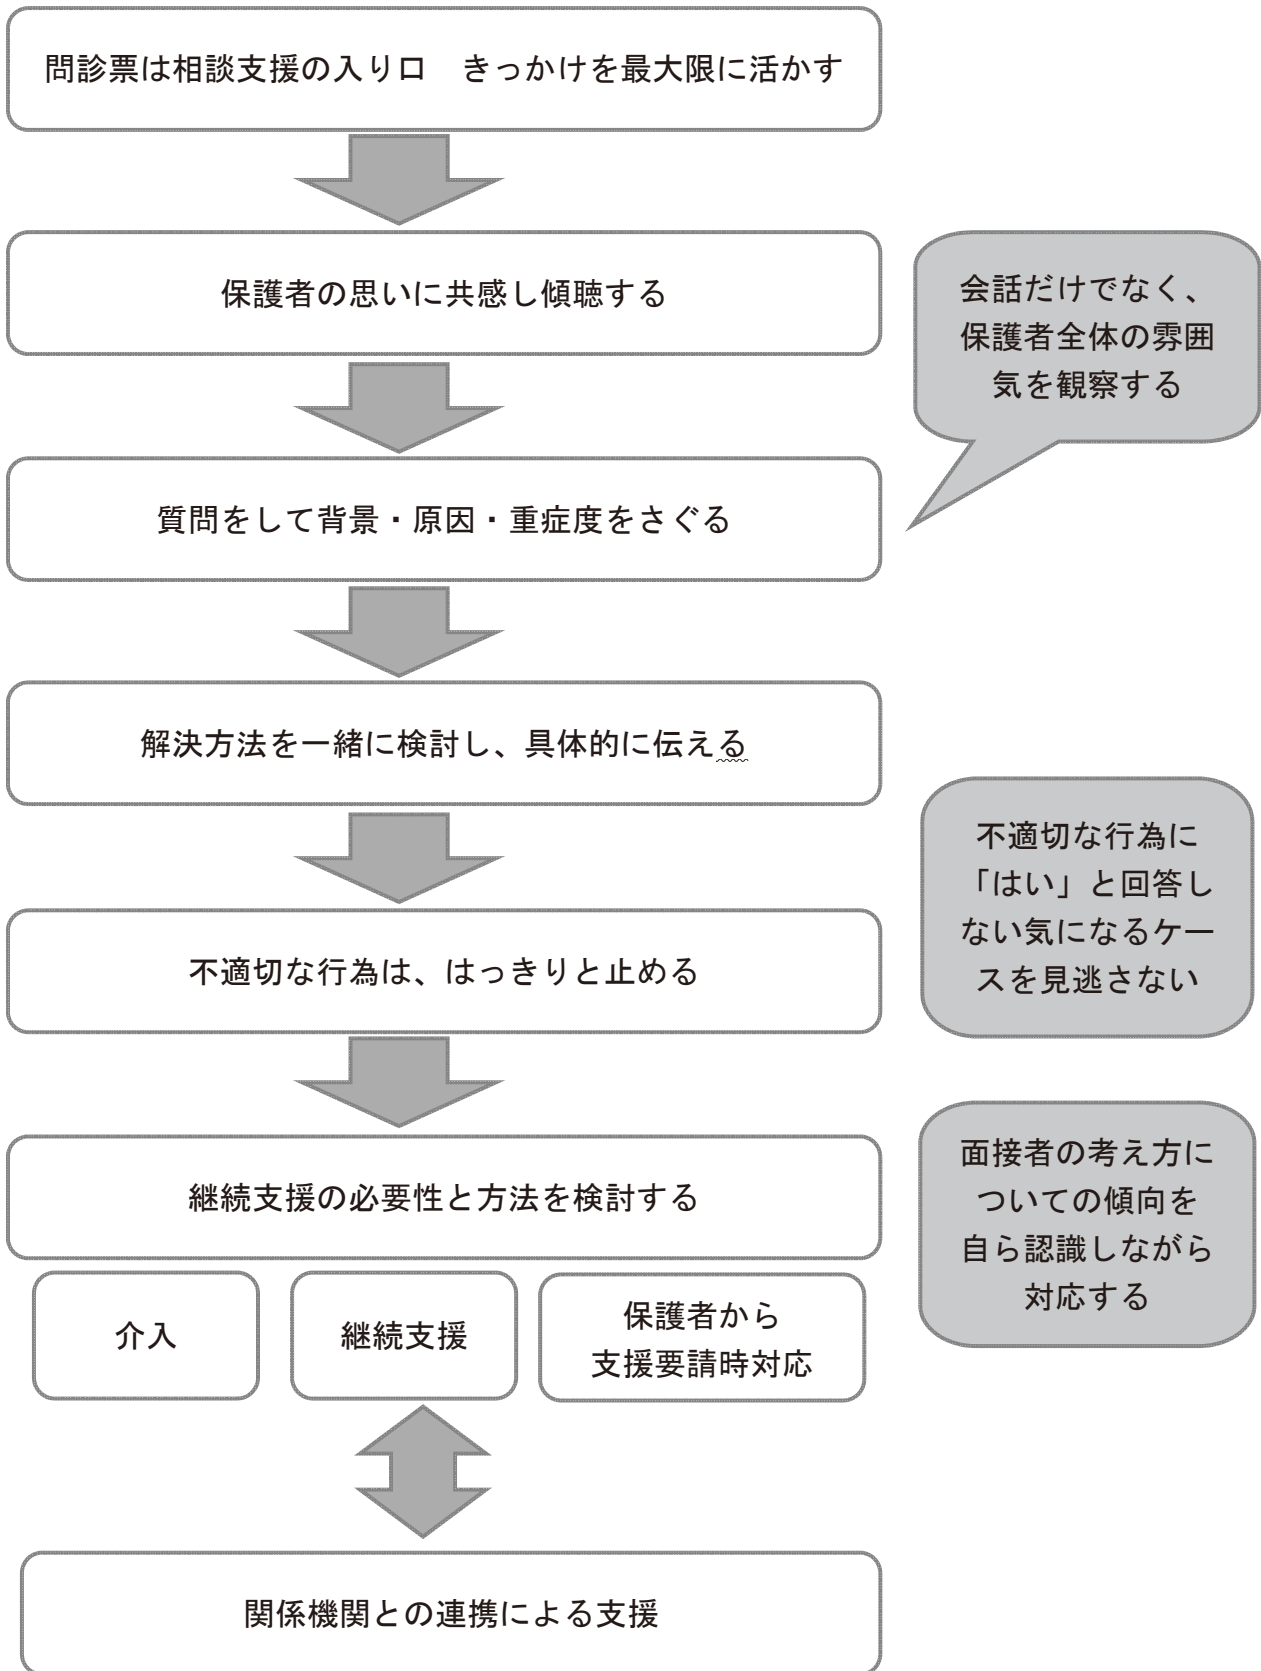 問診票は相談支援の入り口　きっかけを最大限に活かす
保護者の思いに共感し傾聴する
会話だけでなく、
保護者全体の雰囲
気を観察する
質問をして背景・原因・重症度をさぐる
解決方法を一緒に検討し、具体的に伝える
不適切な行為に
「はい」と回答し
ない気になるケー
スを見逃さない
不適切な行為は、はっきりと止める
継続支援の必要性と方法を検討する
面接者の考え方に
ついての傾向を
自ら認識しながら
対応する
介入
継続支援
保護者から
支援要請時対応
関係機関との連携による支援